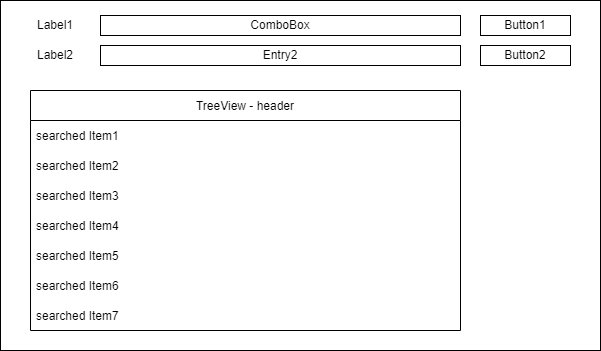 Label1 ComboBox Button1
Label2 Entry2 Button2
TreeView - header
searched Item1
searched Item2
searched Item3
searched Item4
searched Item5
searched Item6
searched Item7